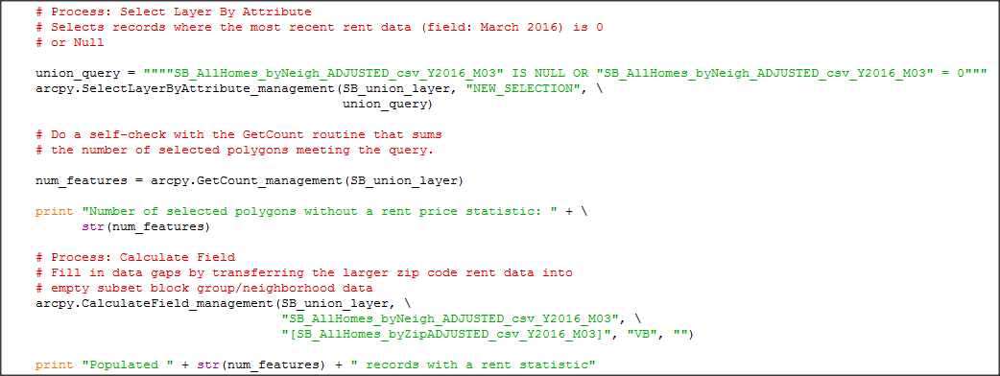 # Process: Select Layer By Attribute
# Selects records where the most recent rent data (field: March 2016) is 0
# or Null
union_query = """"SB_AllHomes_byNeigh_ADJUSTED_csv_Y2016_M03" IS NULL OR "SB_AllHomes_byNeigh_ADJUSTED_csv_Y2016_M03" = 0"""
arcpy.SelectLayerByAttribute_management(SB_union_layer, "NEW_SELECTION", \
union_query)
# Do a self-check with the GetCount routine that sums
# the number of selected polygons meeting the query.
num_features = arcpy.GetCount_management(SB_union_layer)
print "Number of selected polygons without a rent price statistic: " + \
str(num_features)
# Process: Calculate Field
# Fill in data gaps by transferring the larger zip code rent data into
# empty subset block group/neighborhood data
arcpy.CalculateField_management(SB_union_layer, \
"SB_AllHomes_byNeigh_ADJUSTED_csv_Y2016_M03", \
"[SB_AllHomes_byZipADJUSTED_csv_Y2016_M03]", "VB", "")
print "Populated " + str(num_features) + " records with a rent statistic"